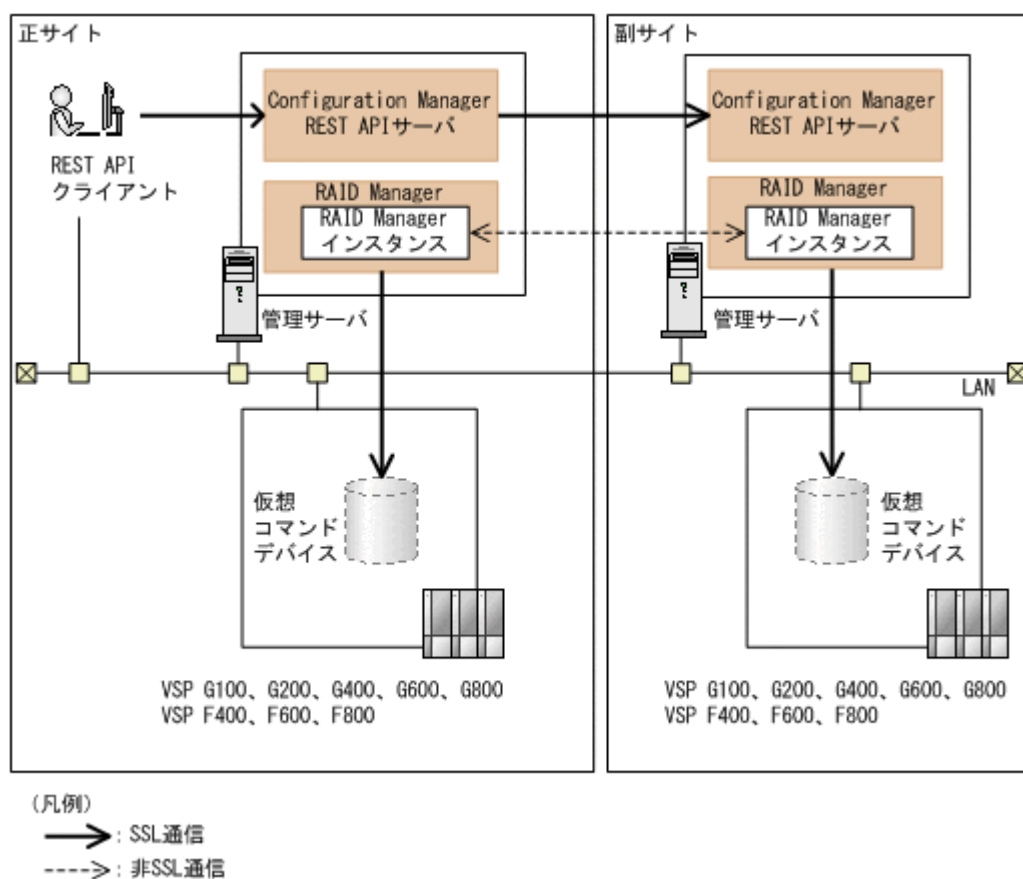 正サイト
REST API
クライアント
Configuration Manager
REST APIサーバ
RAID Manager
RAID Manager
インスタンス
管理サーバ
仮想
コマンド
デバイス
VSP G100、G200、G400、G600、G800
VSP F400、F600、F800
副サイト
Configuration Manager
REST APIサーバ
RAID Manager
RAID Manager
インスタンス
管理サーバ
LAN
仮想
コマンド
デバイス
VSP G100、G200、G400、G600、G800
VSP F400、F600、F800
(凡例)
: SSL通信
: 非SSL通信